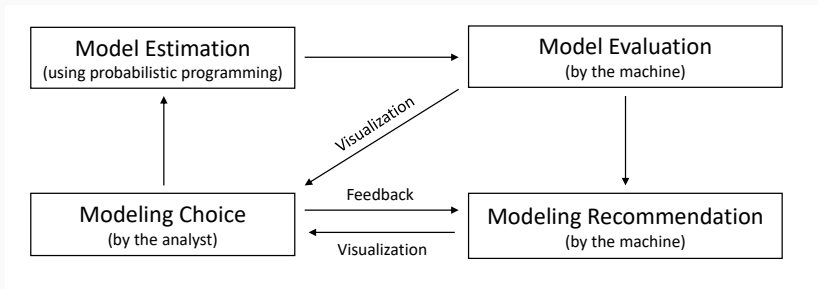 Model Estimation
(using probabilistic programming)
Model Evaluation
(by the machine)
Visualization
Modeling Choice
(by the analyst)
Feedback
Visualization
Modeling Recommendation
(by the machine)